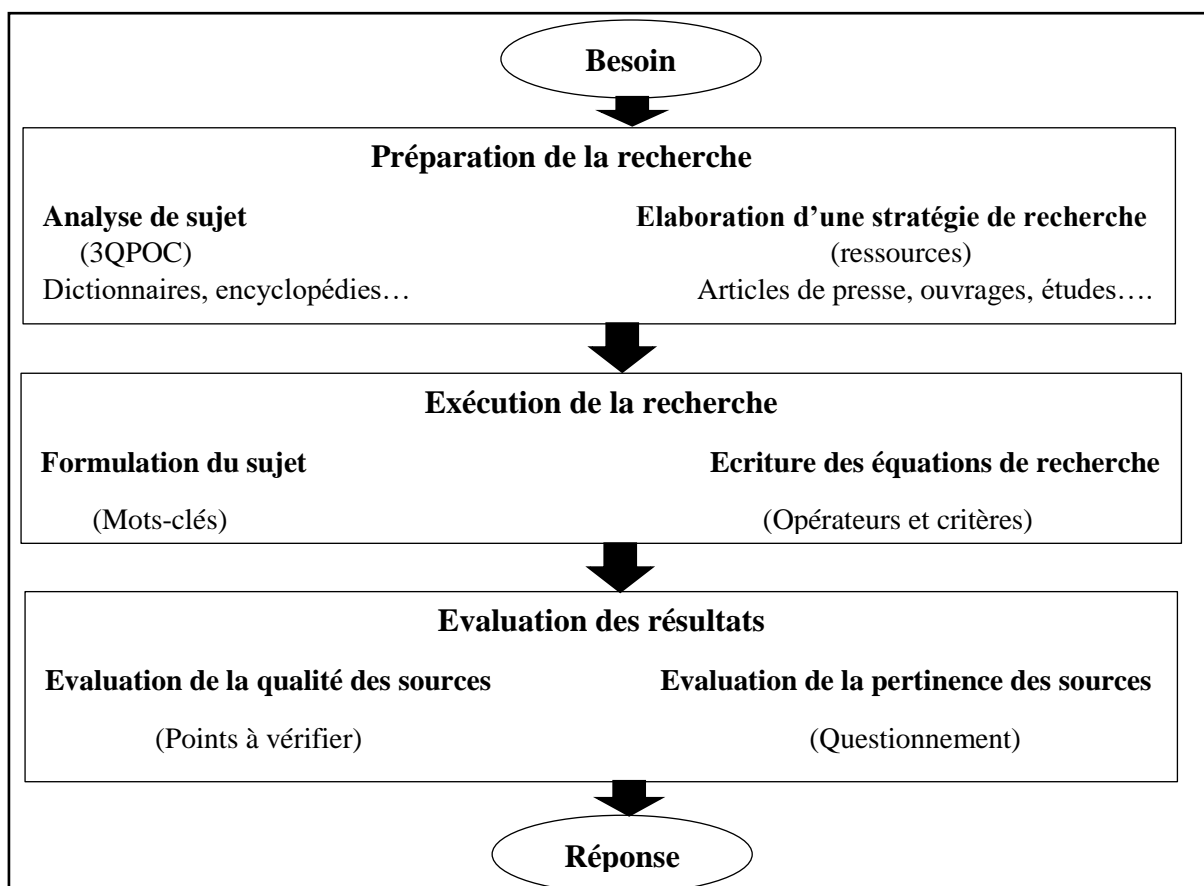 Besoin
Préparation de la recherche
Analyse de sujet
(3QPOC)
Dictionnaires, encyclopédies…
Elaboration d’une stratégie de recherche
(ressources)
Articles de presse, ouvrages, études….
Exécution de la recherche
Formulation du sujet
(Mots-clés)
Ecriture des équations de recherche
(Opérateurs et critères)
Evaluation des résultats
Evaluation de la qualité des sources
(Points à vérifier)
Evaluation de la pertinence des sources
(Questionnement)
Réponse